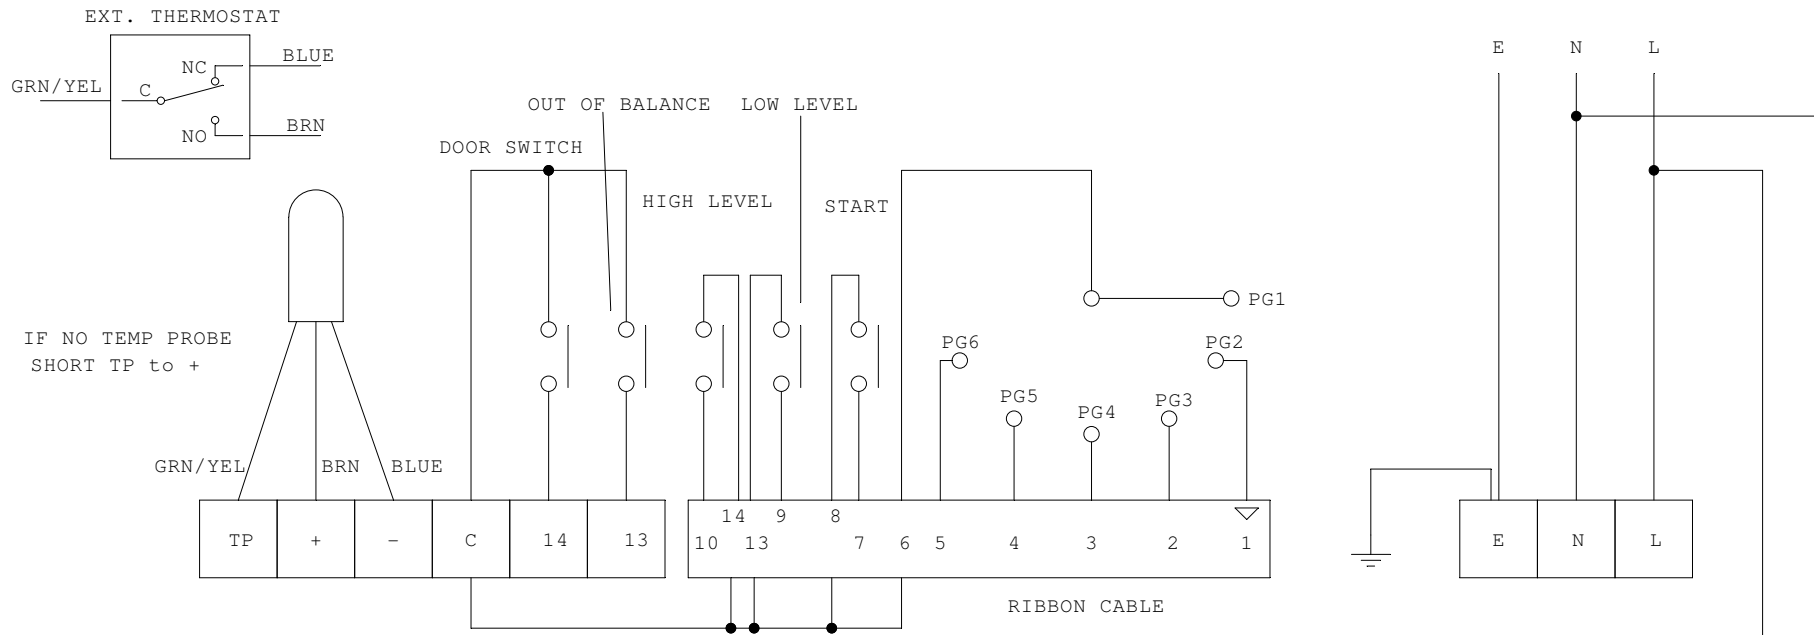 EXT. THERMOSTAT
NC
BLUE
GRN/YEL
C
NO
BRN
E N L
OUT OF BALANCE LOW LEVEL
DOOR SWITCH
HIGH LEVEL
START
PG1
IF NO TEMP PROBE
SHORT TP to +
PG6
PG2
PG5
PG4
PG3
GRN/YEL BRN BLUE
14 9 8
TP + - C 14 13
10 13 7 6 5 4 3 2 1
E N L
RIBBON CABLE